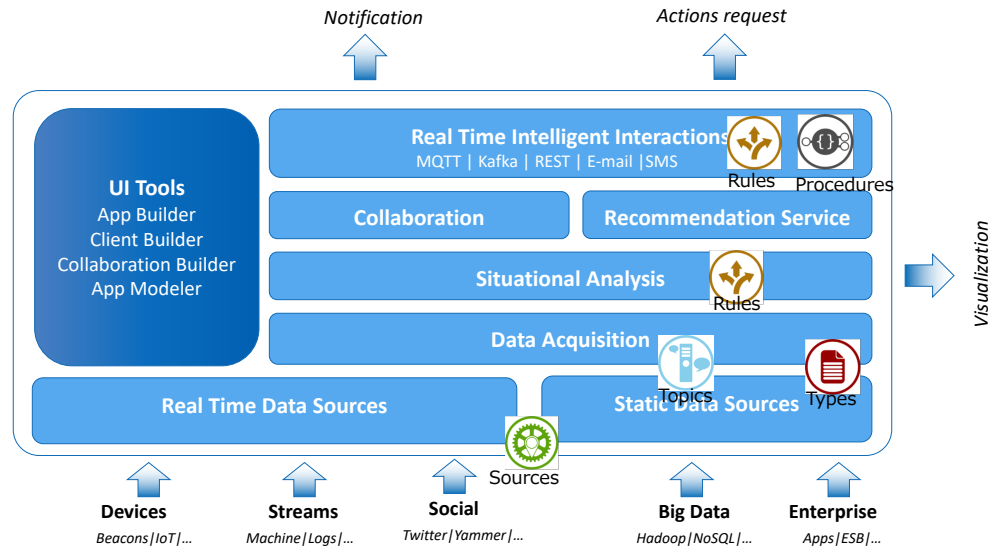 Notification
Actions request
Real Time Intelligent Interactions
MQTT | Kafka | REST | E-mail |SMS
Rules
Procedures
UI Tools
App Builder
Client Builder
Collaboration Builder
App Modeler
Collaboration
Recommendation Service
Situational Analysis
Rules
Visualization
Data Acquisition
Topics
Types
Real Time Data Sources
Static Data Sources
Sources
Devices
Beacons|IoT|...
Streams
Machine|Logs|...
Social
Twitter|Yammer|...
Big Data
Hadoop|NoSQL|...
Enterprise
Apps|ESB|...